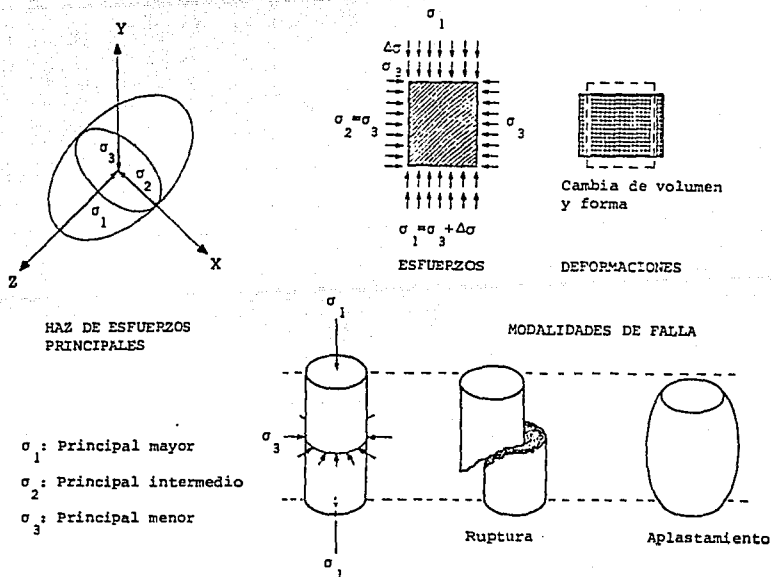 Y
σ3
σ2
σ1
Z
X
HAZ DE ESFUERZOS
PRINCIPALES
σ1
Δσ
σ3
σ2=σ3
σ3
σ1=σ3+Δσ
ESFUERZOS
Cambia de volumen
y forma
DEFORMACIONES
MODALIDADES DE FALLA
σ1
σ3
σ1
Ruptura
Aplastamiento
σ1: Principal mayor
σ2: Principal intermedio
σ3: Principal menor